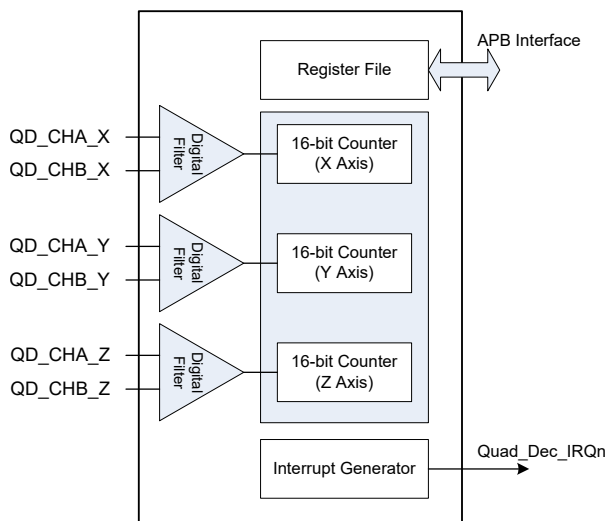 APB Interface
Register File
QD_CHA_X
QD_CHB_X
Digital
Filter
16-bit Counter
(X Axis)
QD_CHA_Y
QD_CHB_Y
Digital
Filter
16-bit Counter
(Y Axis)
QD_CHA_Z
QD_CHB_Z
Digital
Filter
16-bit Counter
(Z Axis)
Interrupt Generator
Quad_Dec_IRQn